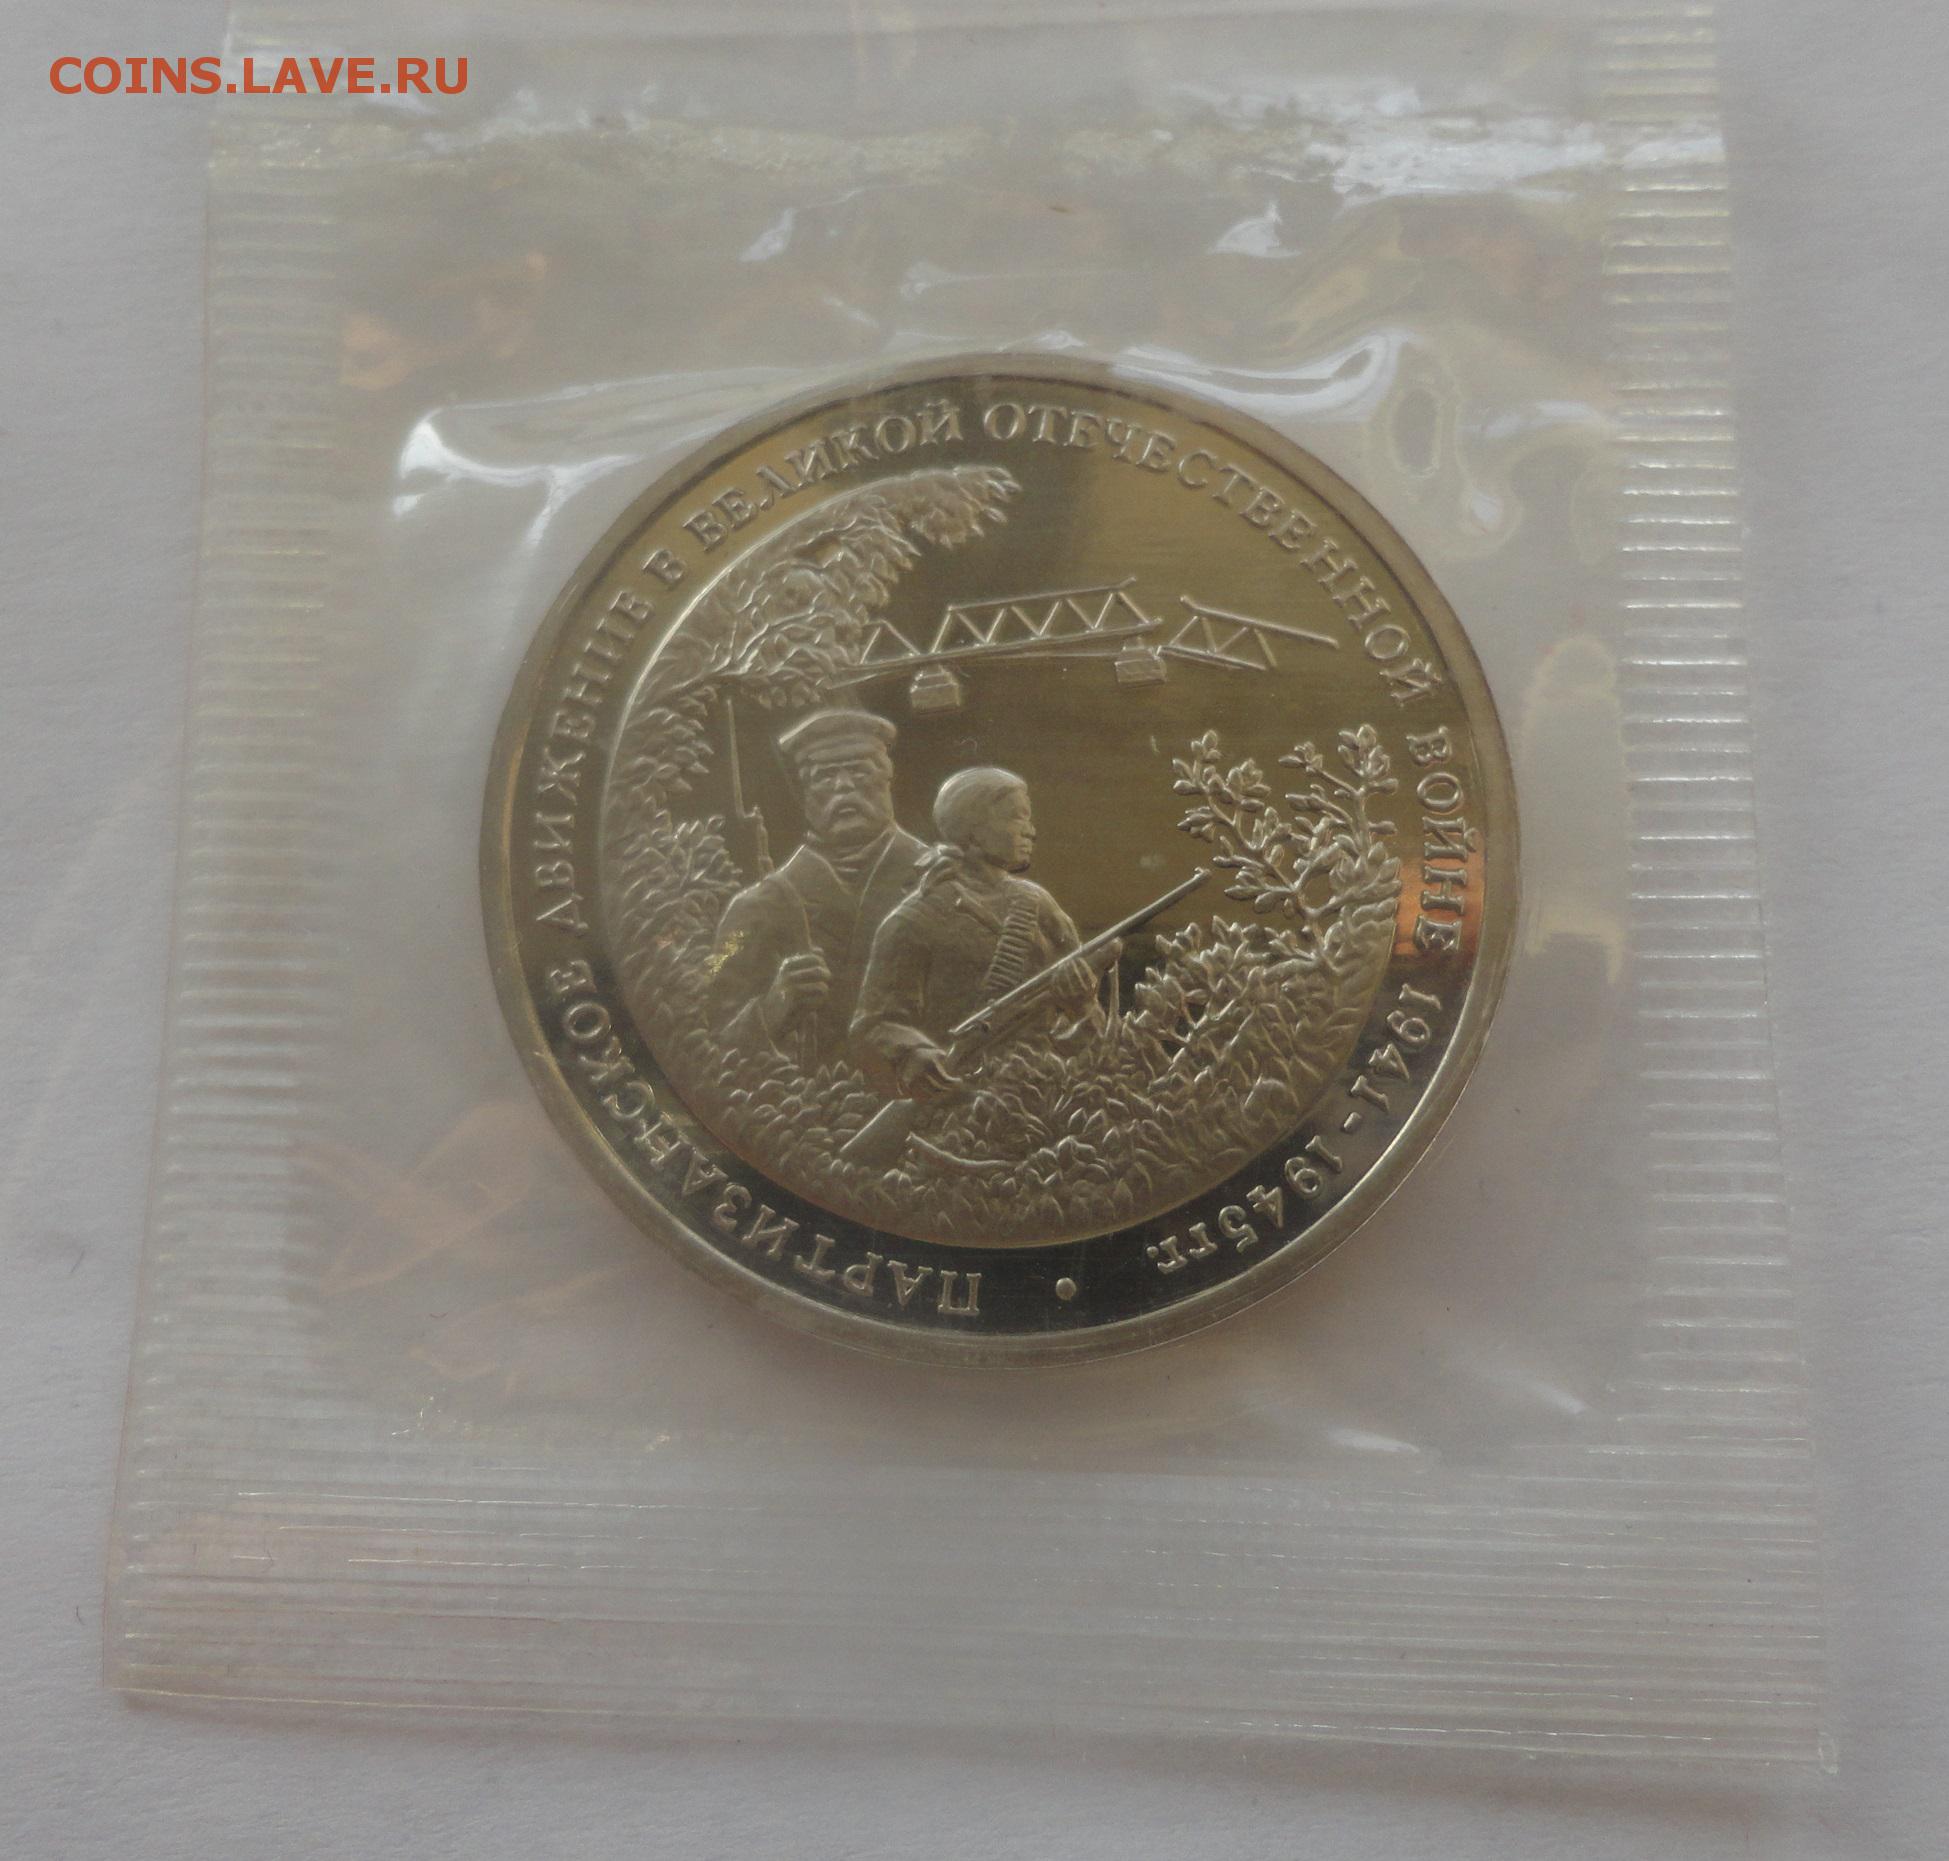 COINS.LAVE.RU
ПАРТИЗАНСКОЕ ДВИЖЕНИЕ В ВЕЛИКОЙ ОТЕЧЕСТВЕННОЙ ВОЙНЕ 1941-1945гг. •